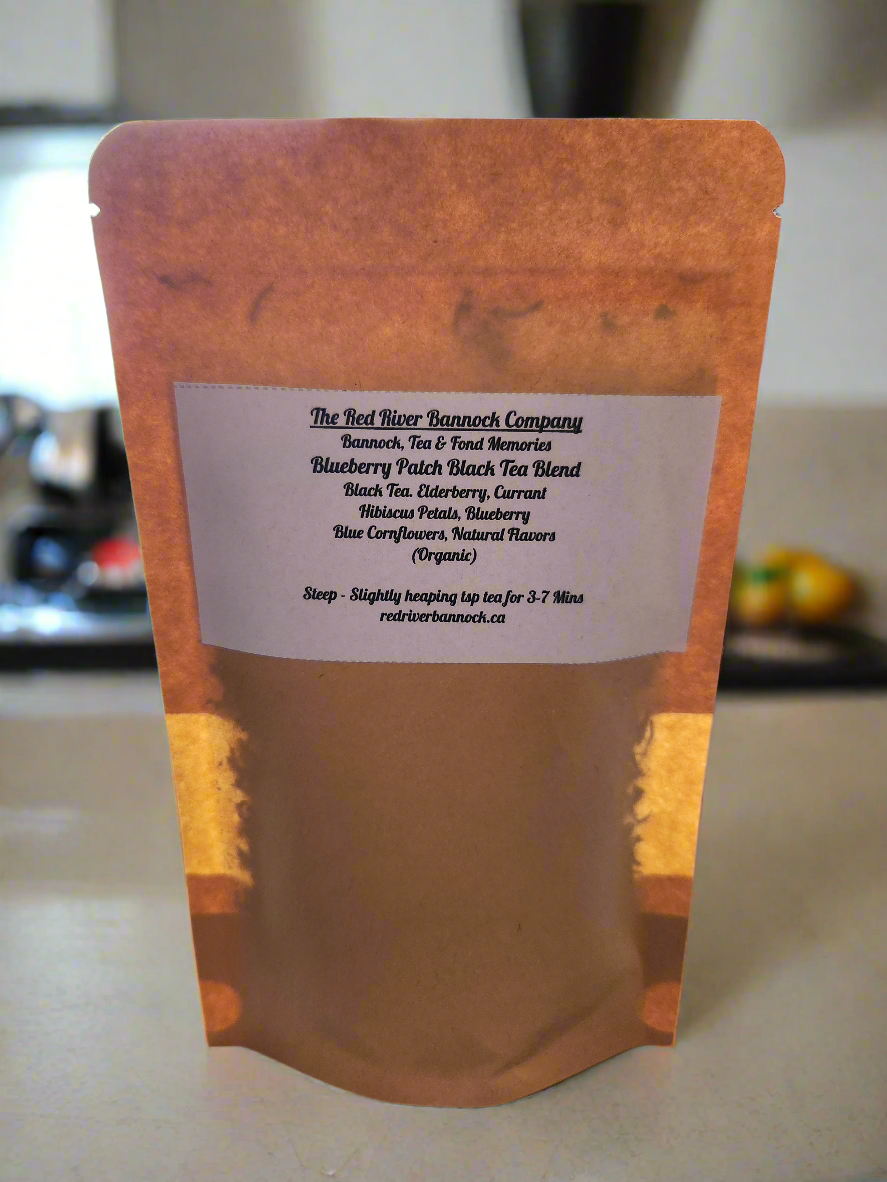 The Red River Bannock Company
Bannock, Tea & Fond Memories
Blueberry Patch Black Tea Blend
Black Tea. Elderberry, Currant
Hibiscus Petals, Blueberry
Blue Cornflowers, Natural Flavors
(Organic)
Steep - Slightly heaping tsp tea for 3-7 Mins
redriverbannock.ca